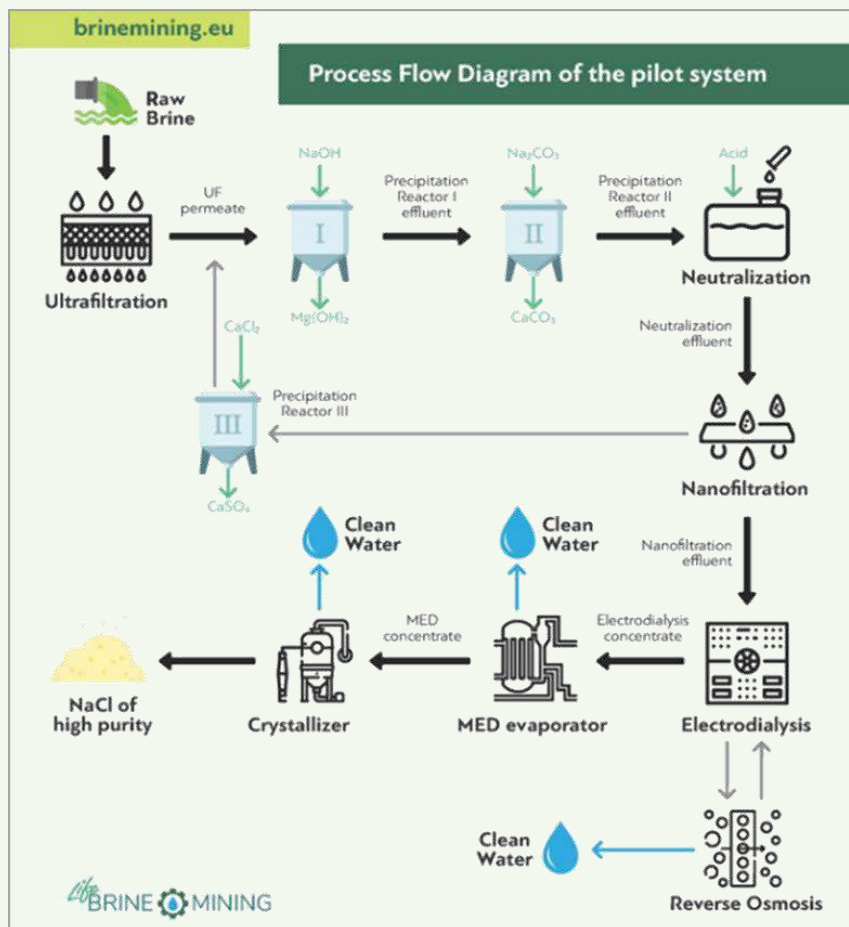 brinemining.eu
Process Flow Diagram of the pilot system
Raw
Brine
NaOH
Na₂CO₃
Acid
UF
permeate
Precipitation
Reactor I
effluent
Precipitation
Reactor II
effluent
I
II
Ultrafiltration
Mg(OH)₂
CaCO₃
Neutralization
CaCl₂
Neutralization
effluent
Precipitation
Reactor III
III
CaSO₄
Nanofiltration
Clean
Water
Clean
Water
Nanofiltration
effluent
MED
concentrate
Electrodialysis
concentrate
NaCl of
high purity
Crystallizer
MED evaporator
Electrodialysis
Clean
Water
Reverse Osmosis
Life
BRINE MINING